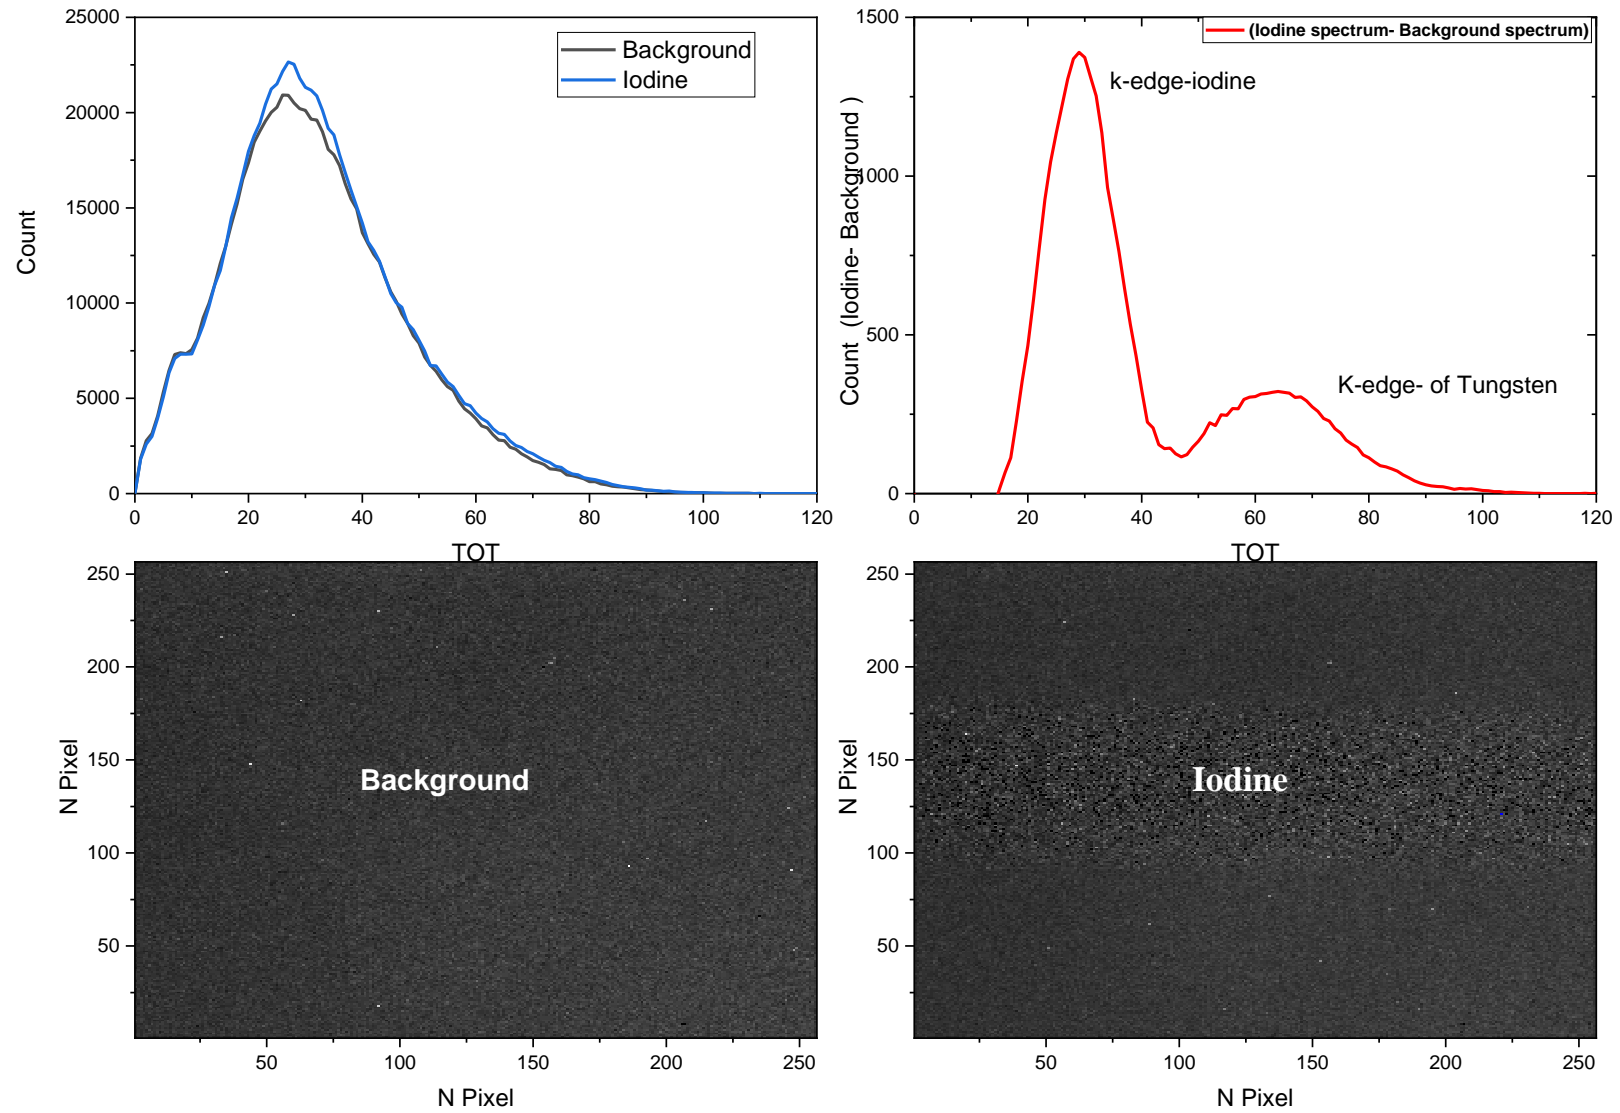 25000
20000
15000
10000
5000
0
Count
Background
Iodine
0 20 40 60 80 100 120
TOT
1500
1000
500
0
Count (Iodine- Background )
(Iodine spectrum- Background spectrum)
k-edge-iodine
K-edge- of Tungsten
0 20 40 60 80 100 120
TOT
250
200
150
100
50
N Pixel
Background
50 100 150 200 250
N Pixel
250
200
150
100
50
N Pixel
Iodine
50 100 150 200 250
N Pixel